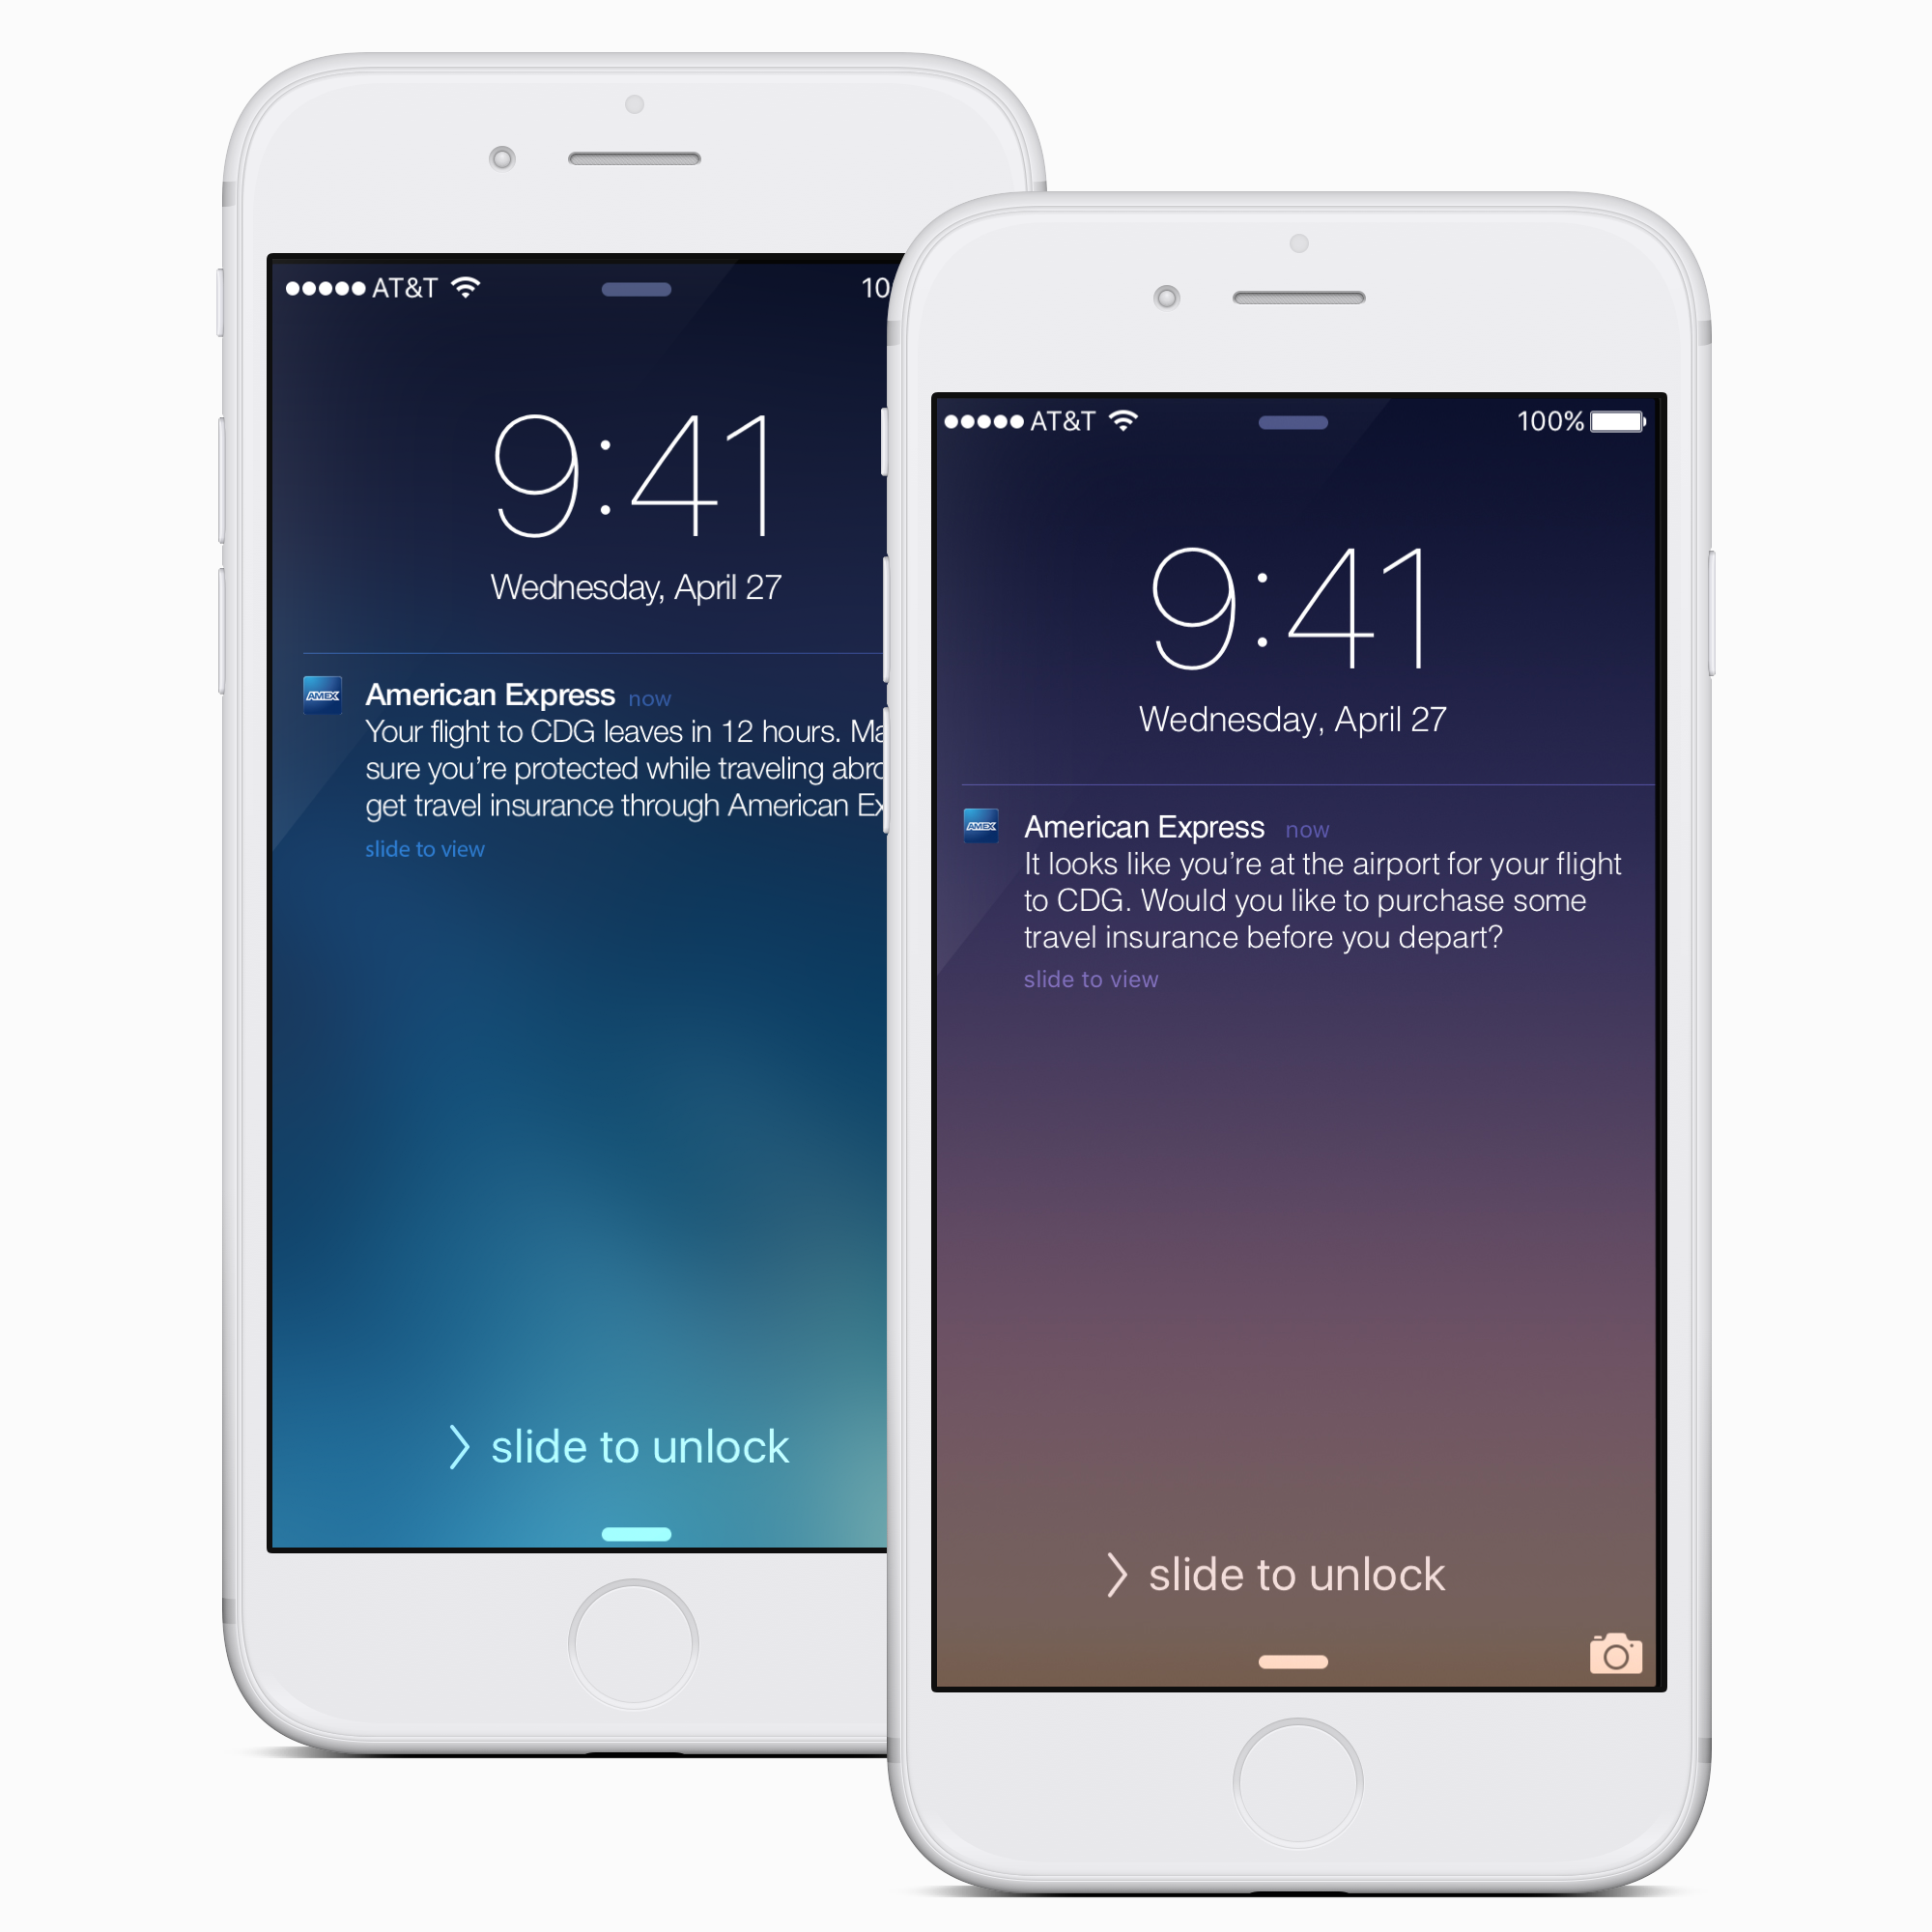 AT&T
9:41
Wednesday, April 27
AMEX
American Express now
Your flight to CDG leaves in 12 hours.
sure you're protected while traveling
get travel insurance through American
slide to view
slide to unlock
AT&T 100%
9:41
Wednesday, April 27
AMEX
American Express now
It looks like you're at the airport for your flight
to CDG. Would you like to purchase some
travel insurance before you depart?
slide to view
slide to unlock